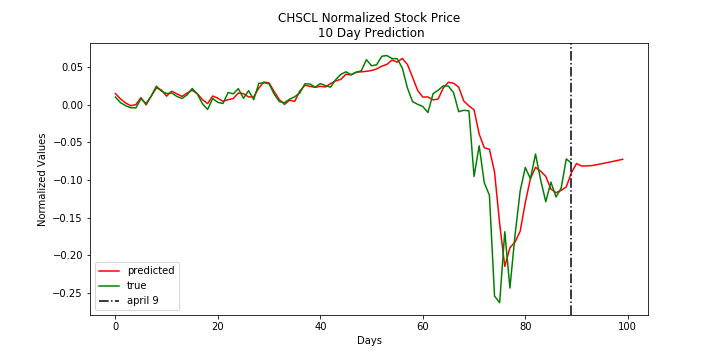 CHSCL Normalized Stock Price
10 Day Prediction
Normalized Values
0.05
0.00
−0.05
−0.10
−0.15
−0.20
−0.25
predicted
true
april 9
0 20 40 60 80 100
Days